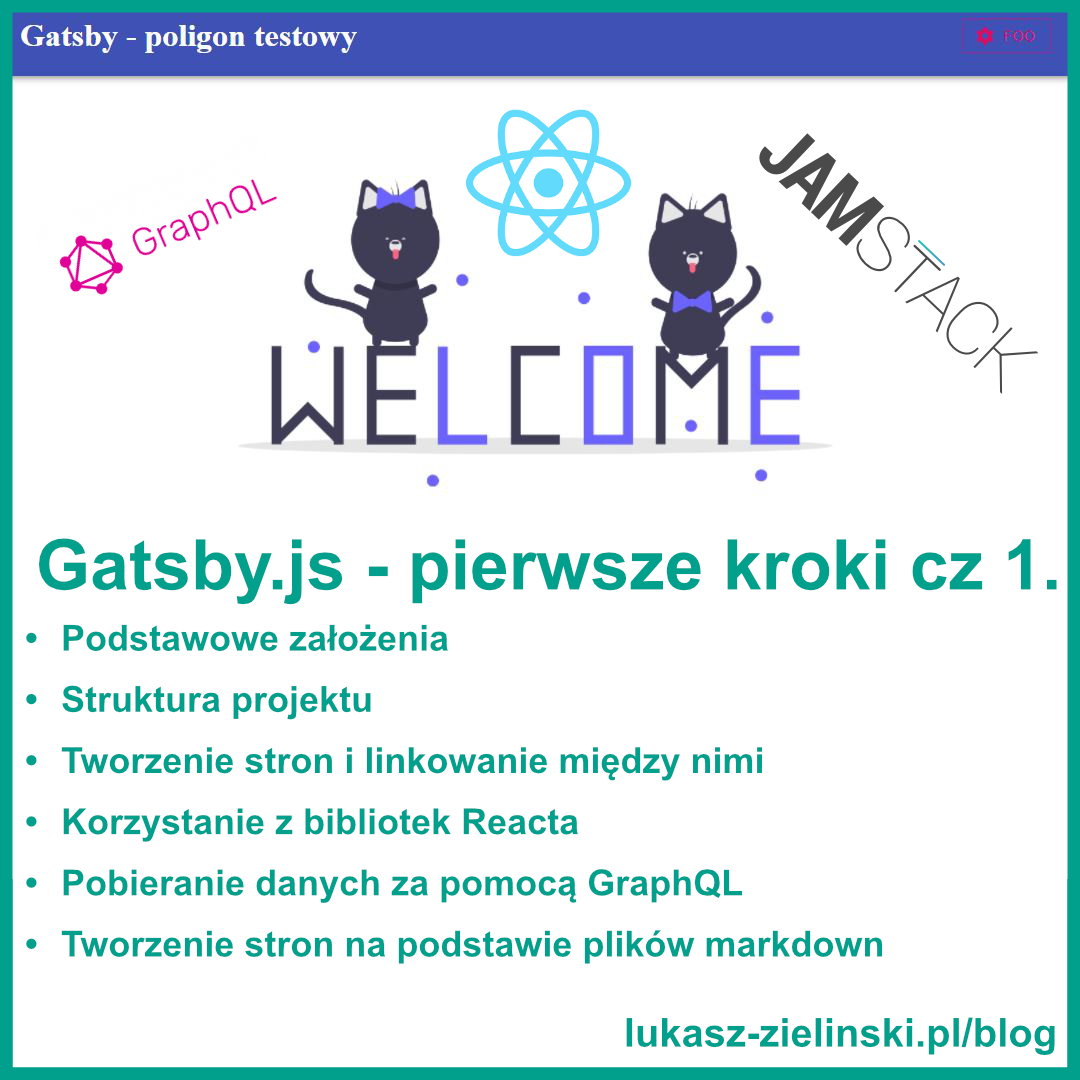 Gatsby - poligon testowy
FOO
GraphQL
JAMSTACK
WELCOME
Gatsby.js - pierwsze kroki cz 1.
• Podstawowe założenia
• Struktura projektu
• Tworzenie stron i linkowanie między nimi
• Korzystanie z bibliotek Reacta
• Pobieranie danych za pomocą GraphQL
• Tworzenie stron na podstawie plików markdown
lukasz-zielinski.pl/blog